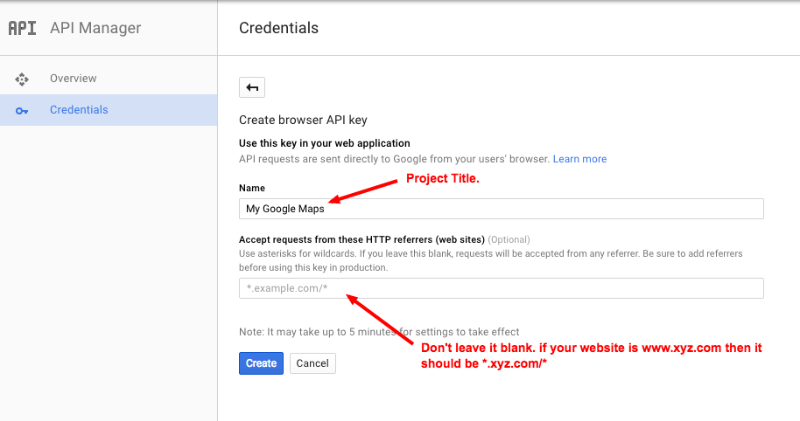 API API Manager
Credentials
Overview
Credentials
Create browser API key
Use this key in your web application
API requests are sent directly to Google from your users' browser. Learn more
Project Title.
Name
My Google Maps
Accept requests from these HTTP referrers (web sites) (Optional)
Use asterisks for wildcards. If you leave this blank, requests will be accepted from any referrer. Be sure to add referrers
before using this key in production.
*.example.com/*
Note: It may take up to 5 minutes for settings to take effect
Don't leave it blank. if your website is www.xyz.com then it
should be *.xyz.com/*
Create Cancel